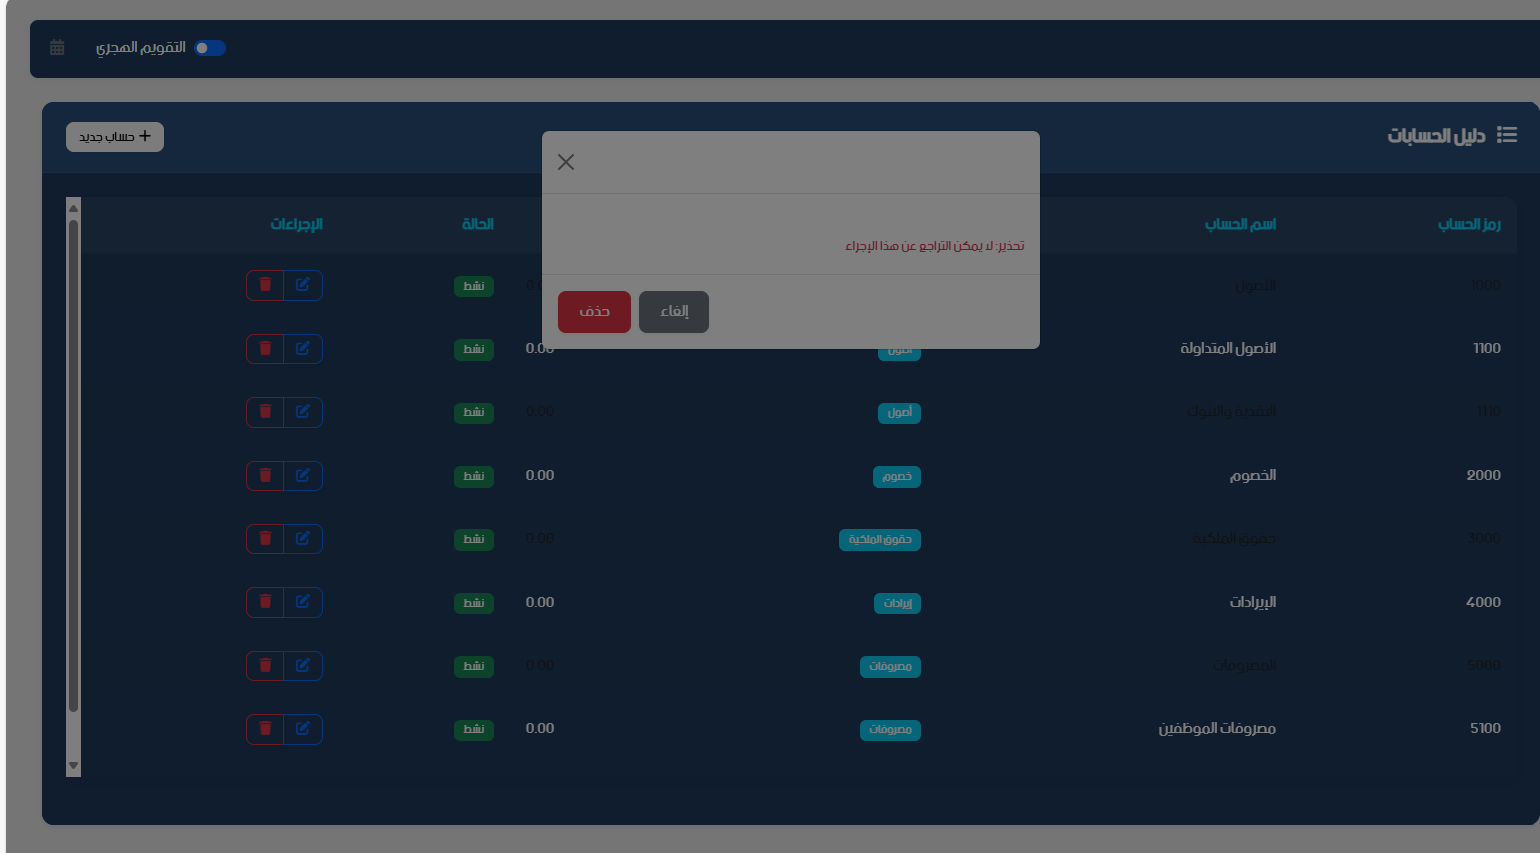 التقويم الهجري
دليل الحسابات
حساب جديد
رمز الحساب اسم الحساب الحالة الإجراءات
تحذير: لا يمكن التراجع عن هذا الإجراء
إلغاء حذف
1000 الأصول 0.0 نشط
1100 الأصول المتداولة أصول 0.00 نشط
1110 النقدية والبنوك أصول 0.00 نشط
2000 الخصوم خصوم 0.00 نشط
3000 حقوق الملكية حقوق الملكية 0.00 نشط
4000 الإيرادات إيرادات 0.00 نشط
5000 المصروفات مصروفات 0.00 نشط
5100 مصروفات الموظفين مصروفات 0.00 نشط